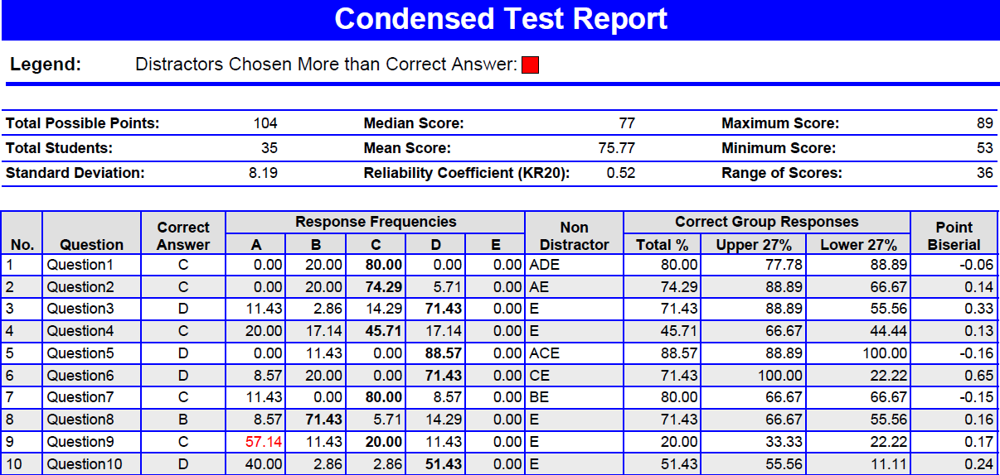 Condensed Test Report
Legend: Distractors Chosen More than Correct Answer:
Total Possible Points: 104 Median Score: 77 Maximum Score: 89
Total Students: 35 Mean Score: 75.77 Minimum Score: 53
Standard Deviation: 8.19 Reliability Coefficient (KR20): 0.52 Range of Scores: 36
Correct Response Frequencies Non Correct Group Responses Point
No. Question Answer A B C D E Distractor Total % Upper 27% Lower 27% Biserial
1 Question1 C 0.00 20.00 80.00 0.00 0.00 ADE 80.00 77.78 88.89 -0.06
2 Question2 C 0.00 20.00 74.29 5.71 0.00 AE 74.29 88.89 66.67 0.14
3 Question3 D 11.43 2.86 14.29 71.43 0.00 E 71.43 88.89 55.56 0.33
4 Question4 C 20.00 17.14 45.71 17.14 0.00 E 45.71 66.67 44.44 0.13
5 Question5 D 0.00 11.43 0.00 88.57 0.00 ACE 88.57 88.89 100.00 -0.16
6 Question6 D 8.57 20.00 0.00 71.43 0.00 CE 71.43 100.00 22.22 0.65
7 Question7 C 11.43 0.00 80.00 8.57 0.00 BE 80.00 66.67 66.67 -0.15
8 Question8 B 8.57 71.43 5.71 14.29 0.00 E 71.43 66.67 55.56 0.16
9 Question9 C 57.14 11.43 20.00 11.43 0.00 E 20.00 33.33 22.22 0.17
10 Question10 D 40.00 2.86 2.86 51.43 0.00 E 51.43 55.56 11.11 0.24